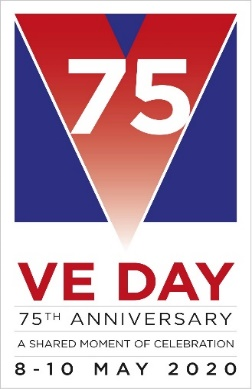 75
VE DAY
75TH ANNIVERSARY
A SHARED MOMENT OF CELEBRATION
8-10 MAY 2020